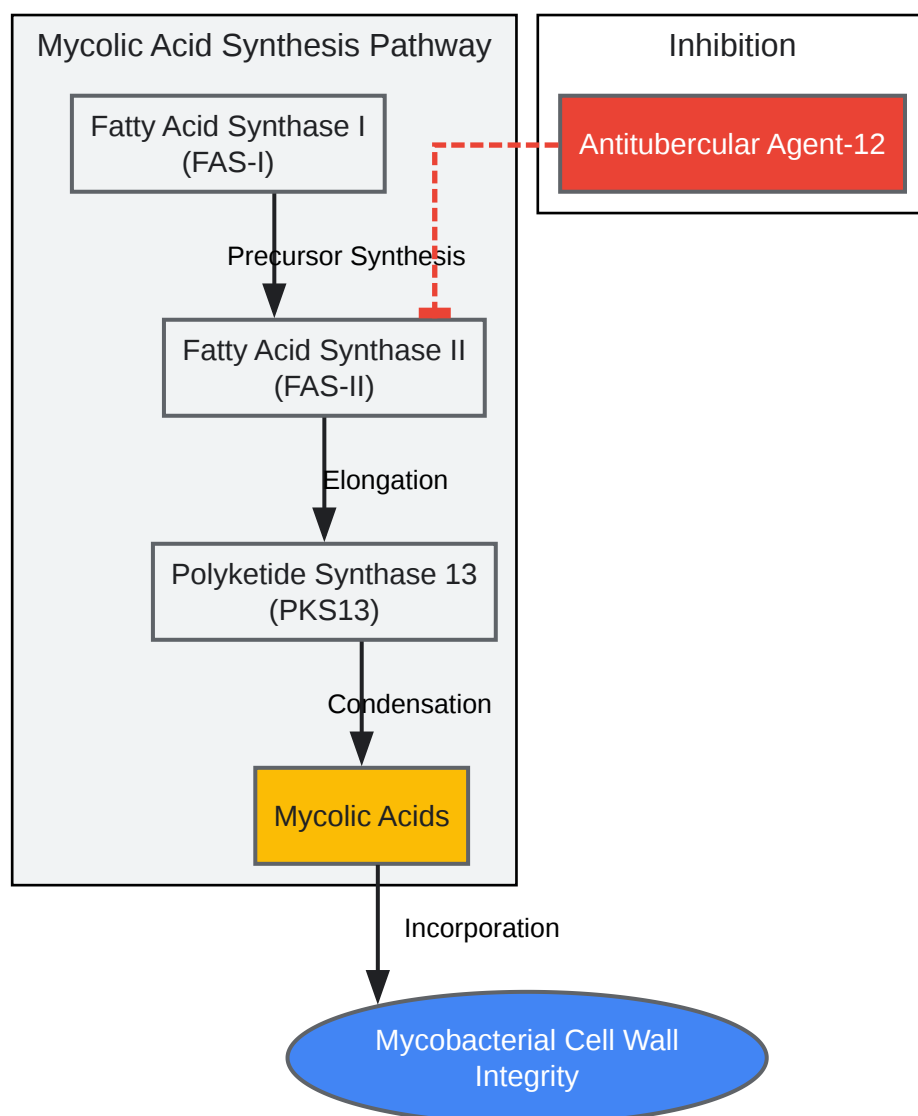 Mycolic Acid Synthesis Pathway
Inhibition
Fatty Acid Synthase I
(FAS-I)
Antitubercular Agent-12
Precursor Synthesis
Fatty Acid Synthase II
(FAS-II)
Elongation
Polyketide Synthase 13
(PKS13)
Condensation
Mycolic Acids
Incorporation
Mycobacterial Cell Wall
Integrity